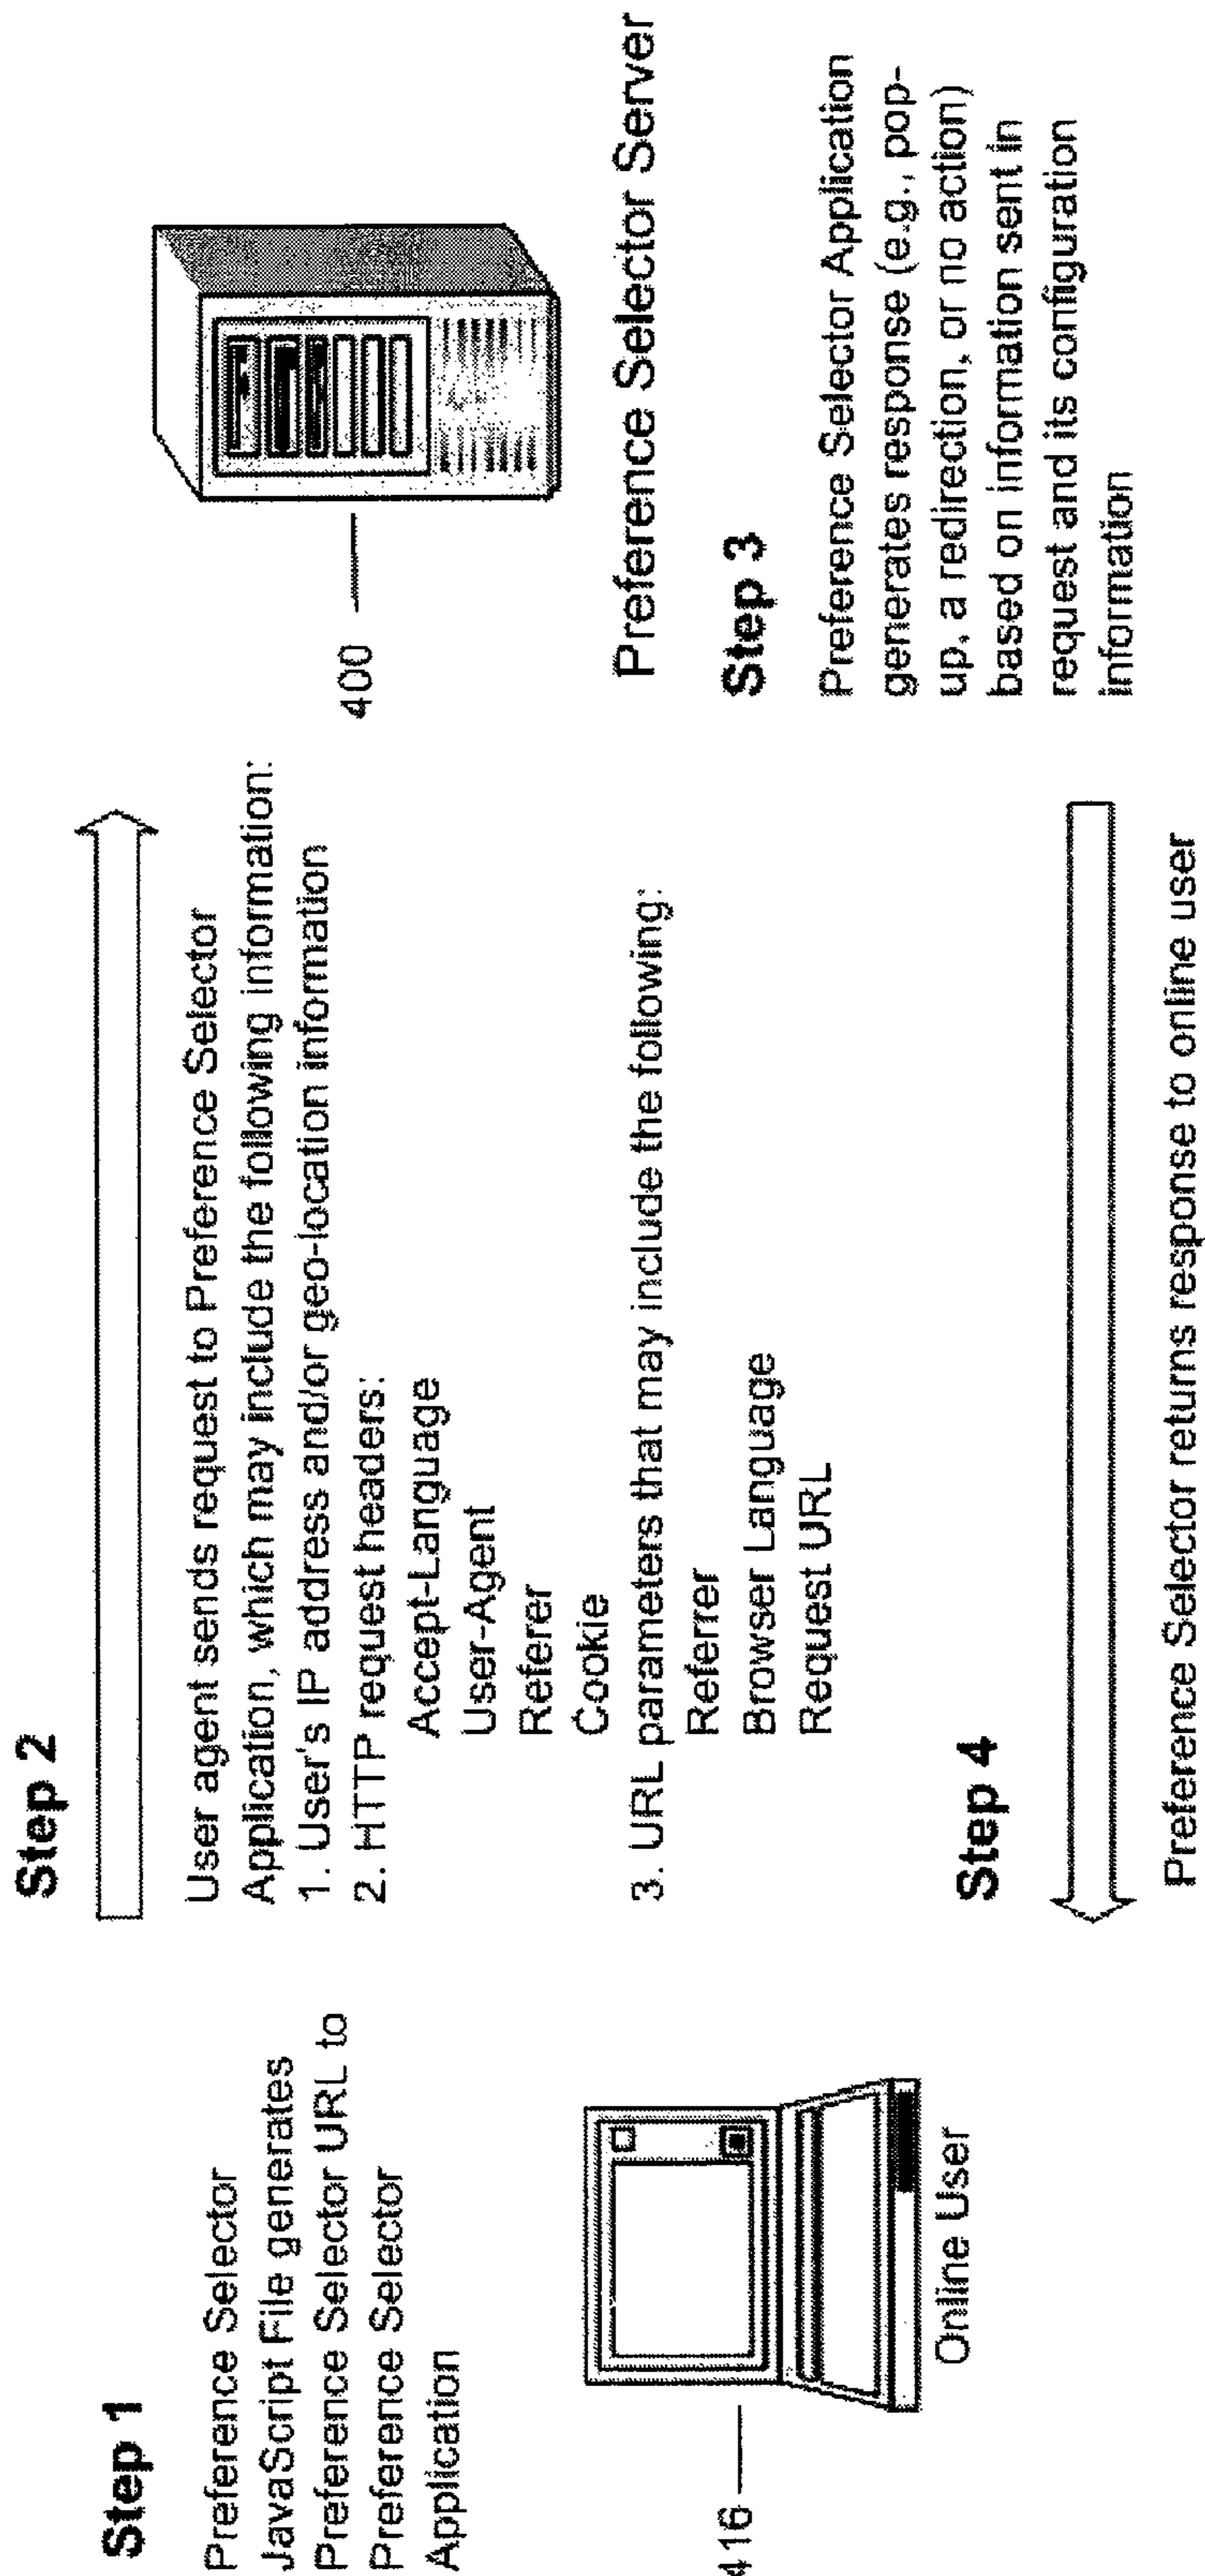 Step 1
Preference Selector
JavaScript File generates
Preference Selector URL to
Preference Selector
Application
416
Online User
Step 2
User agent sends request to Preference Selector
Application, which may include the following information:
1. User's IP address and/or geo-location information
2. HTTP request headers:
Accept-Language
User-Agent
Referer
Cookie
3. URL parameters that may include the following:
Referrer
Browser Language
Request URL
400
Preference Selector Server
Step 3
Preference Selector Application
generates response (e.g., pop-
up, a redirection, or no action)
based on information sent in
request and its configuration
information
Step 4
Preference Selector returns response to online user